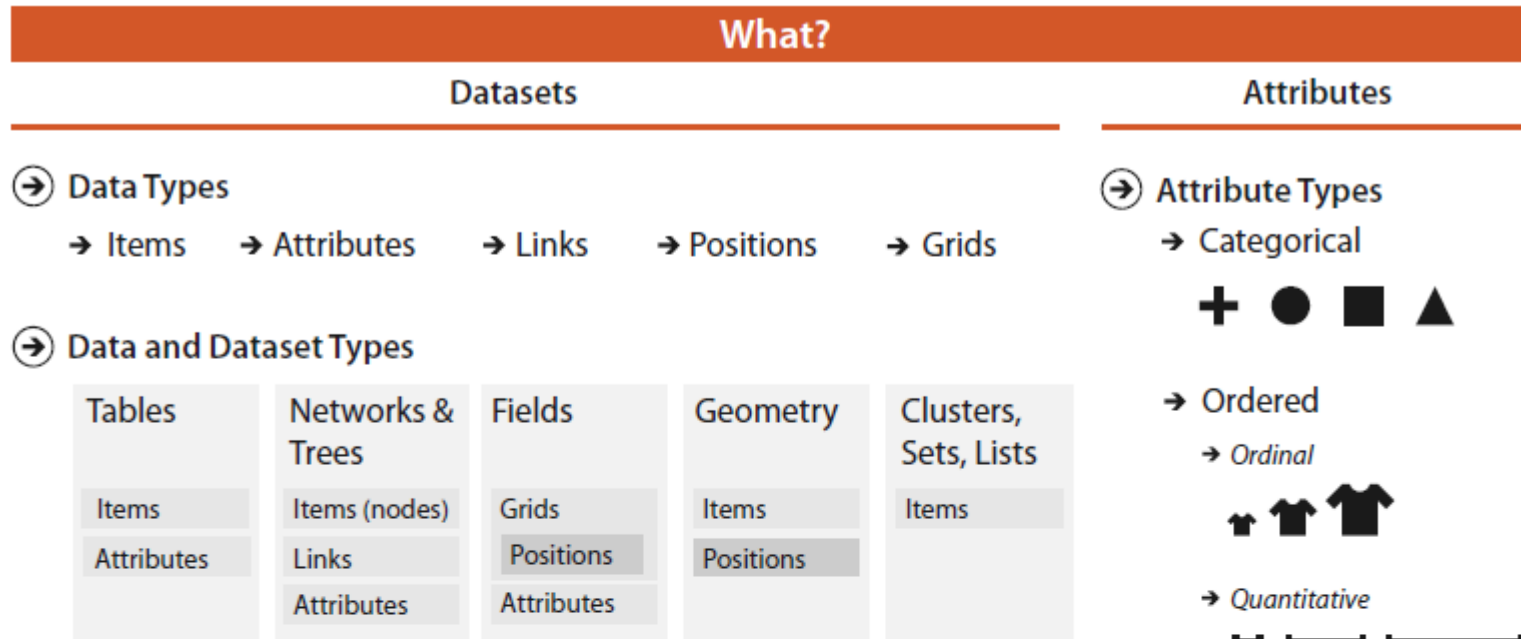 What?
Datasets
Attributes
Data Types
Items
Attributes
Links
Positions
Grids
Data and Dataset Types
Tables
Items
Attributes
Networks &
Trees
Items (nodes)
Links
Attributes
Fields
Grids
Positions
Attributes
Geometry
Items
Positions
Clusters,
Sets, Lists
Items
Attribute Types
Categorical
Ordered
Ordinal
Quantitative